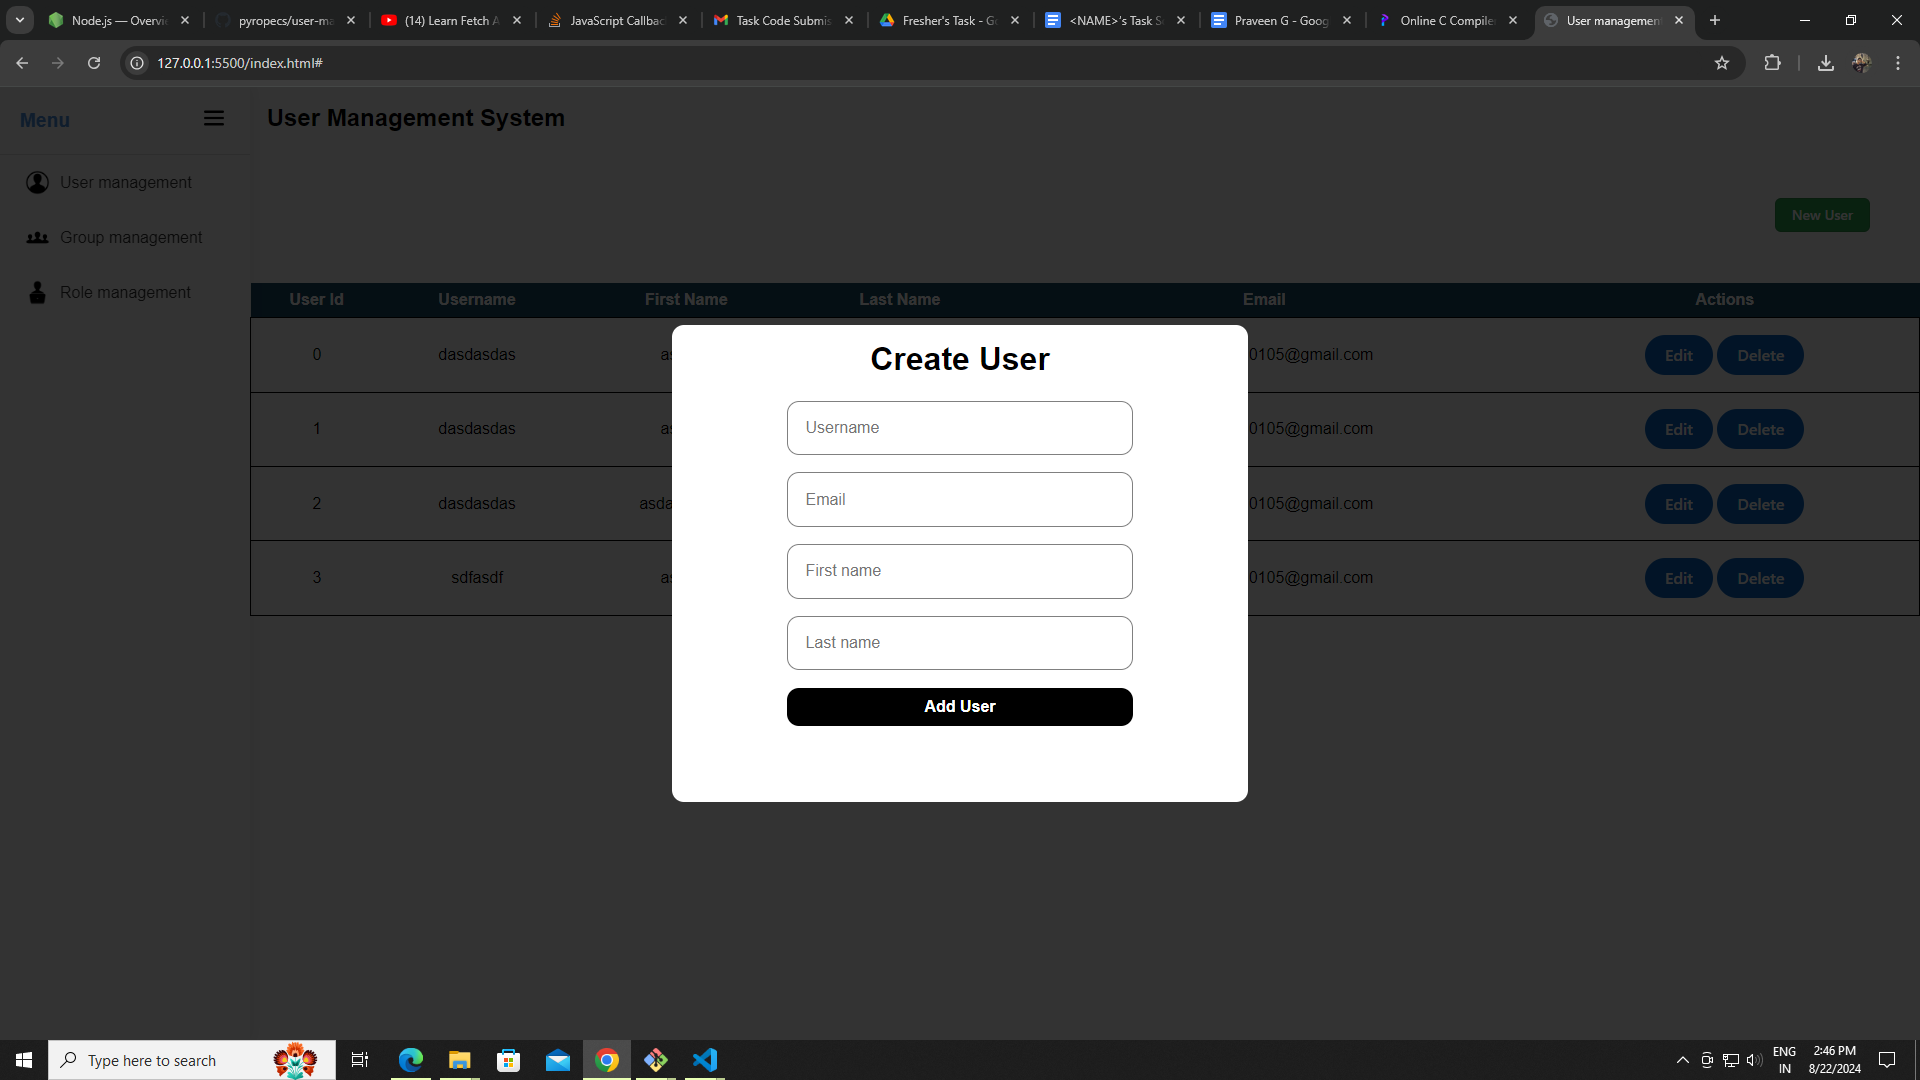 Node.js — Overvi
pyropecs/user-ma
(14) Learn Fetch A
JavaScript Callbac
Task Code Submis
Fresher's Task - Go
<NAME>'s Task S
Praveen G - Goog
Online C Compile
User management
127.0.0.1:5500/index.html#
Menu
User Management System
User management
Group management
Role management
New User
User Id Username First Name Last Name Email Actions
0 dasdasdas as 0105@gmail.com Edit Delete
1 dasdasdas as 0105@gmail.com Edit Delete
2 dasdasdas asda 0105@gmail.com Edit Delete
3 sdfasdf as 0105@gmail.com Edit Delete
Create User
Username
Email
First name
Last name
Add User
Type here to search
ENG
IN
2:46 PM
8/22/2024